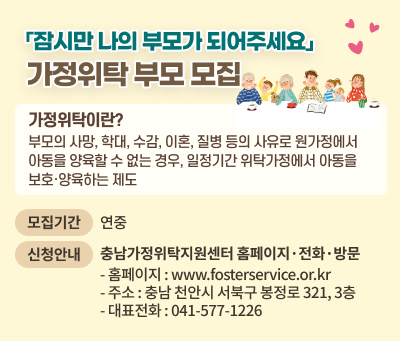 「잠시만 나의 부모가 되어주세요」
가정위탁 부모 모집
가정위탁이란?
부모의 사망, 학대, 수감, 이혼, 질병 등의 사유로 원가정에서
아동을 양육할 수 없는 경우, 일정기간 위탁가정에서 아동을
보호·양육하는 제도
모집기간 연중
신청안내 충남가정위탁지원센터 홈페이지·전화·방문
- 홈페이지 : www.fosterservice.or.kr
- 주소 : 충남 천안시 서북구 봉정로 321, 3층
- 대표전화 : 041-577-1226